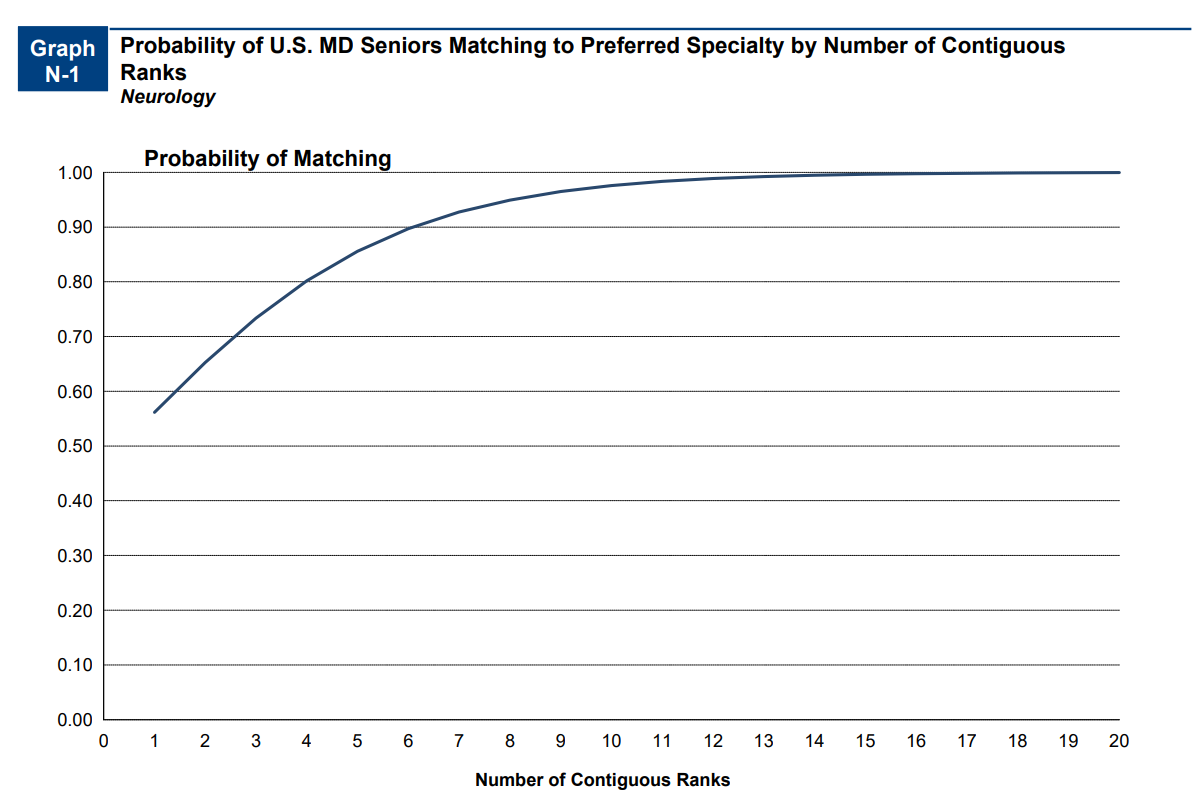 Graph
N-1
Probability of U.S. MD Seniors Matching to Preferred Specialty by Number of Contiguous
Ranks
Neurology
Probability of Matching
1.00
0.90
0.80
0.70
0.60
0.50
0.40
0.30
0.20
0.10
0.00
0 1 2 3 4 5 6 7 8 9 10 11 12 13 14 15 16 17 18 19 20
Number of Contiguous Ranks